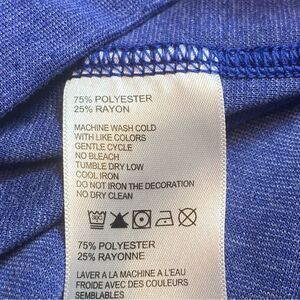 75% POLYESTER
25% RAYON
MACHINE WASH COLD
WITH LIKE COLORS
GENTLE CYCLE
NO BLEACH
TUMBLE DRY LOW
COOL IRON
DO NOT IRON THE DECORATION
NO DRY CLEAN
75% POLYESTER
25% RAYONNE
LAVER A LA MACHINE A L'EAU
FROIDE AVEC DES COULEURS
SEMBLABLES